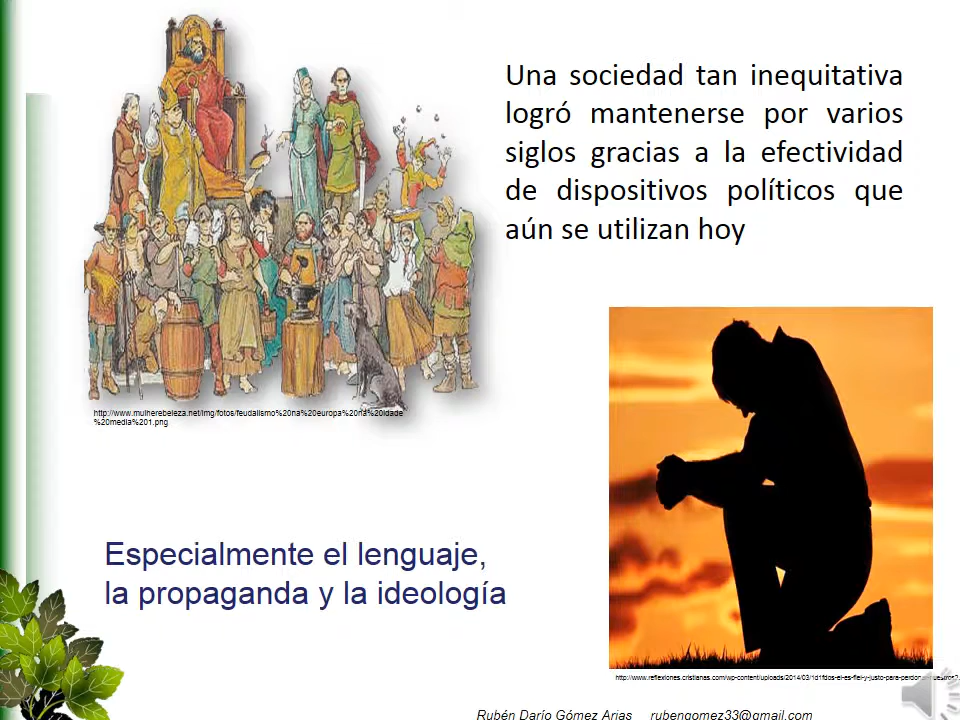 Una sociedad tan inequitativa
logró mantenerse por varios
siglos gracias a la efectividad
de dispositivos políticos que
aún se utilizan hoy
http://www.mulherebeleza.net/img/fotos/feudalismo%20na%20europa%20na%20idade
%20media%201.png
Especialmente el lenguaje,
la propaganda y la ideología
Rubén Darío Gómez Arias rubengomez33@gmail.com